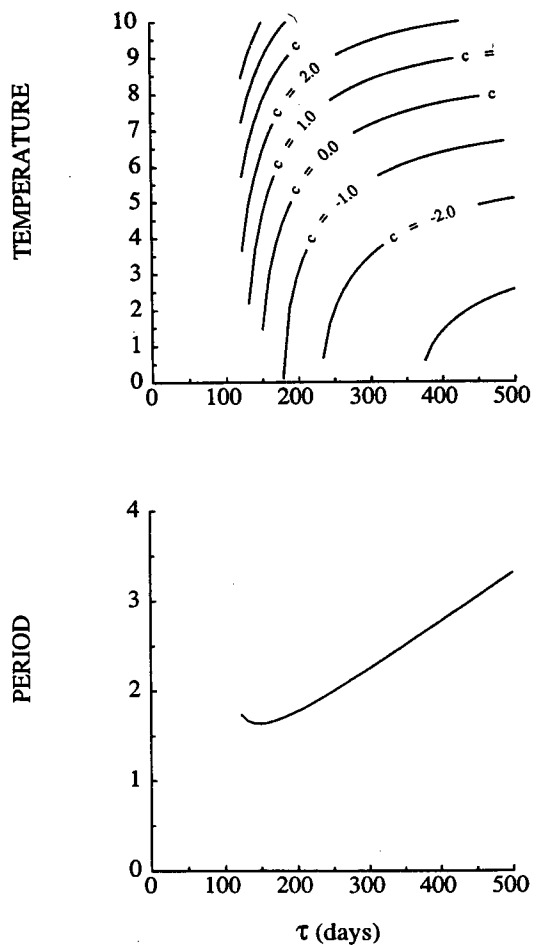 TEMPERATURE
10
9
8
7
6
5
4
3
2
1
0
0 100 200 300 400 500
c
c = 2.0
c = 1.0
c = 0.0
c = -1.0
c = -2.0
c =
c
PERIOD
4
3
2
1
0
0 100 200 300 400 500
τ (days)